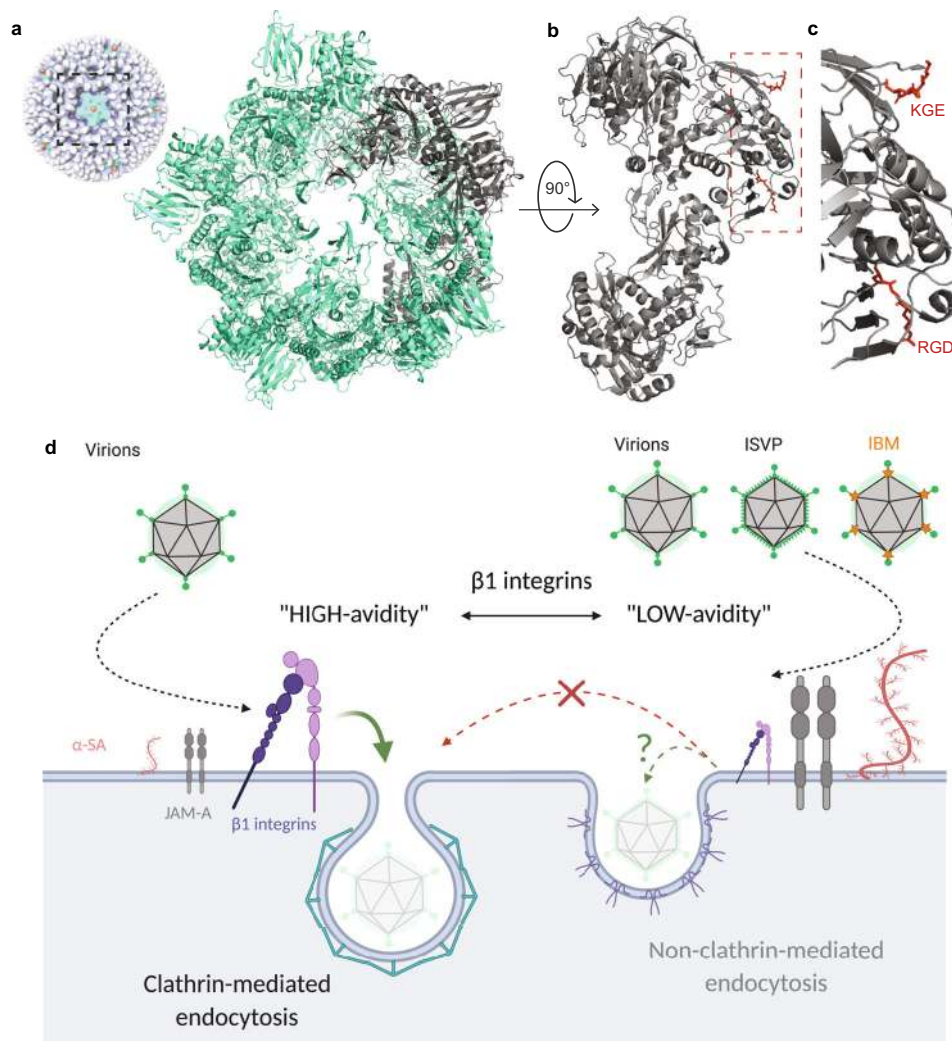 a
b
c
KGE
90°
RGD
d
Virions
Virions
ISVP
IBM
β1 integrins
"HIGH-avidity"
"LOW-avidity"
α-SA
?
JAM-A
β1 integrins
Non-clathrin-mediated
endocytosis
Clathrin-mediated
endocytosis